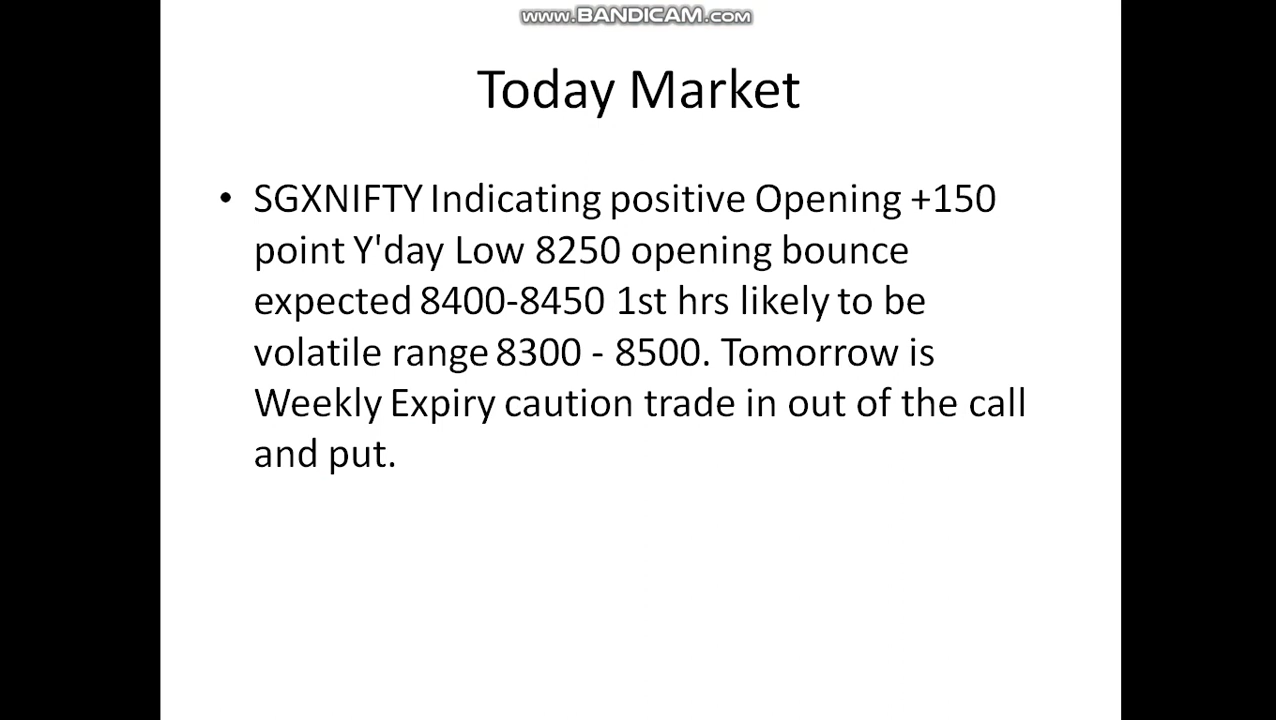 www.BANDICAM.com
Today Market
• SGXNIFTY Indicating positive Opening +150
point Y'day Low 8250 opening bounce
expected 8400-8450 1st hrs likely to be
volatile range 8300 - 8500. Tomorrow is
Weekly Expiry caution trade in out of the call
and put.